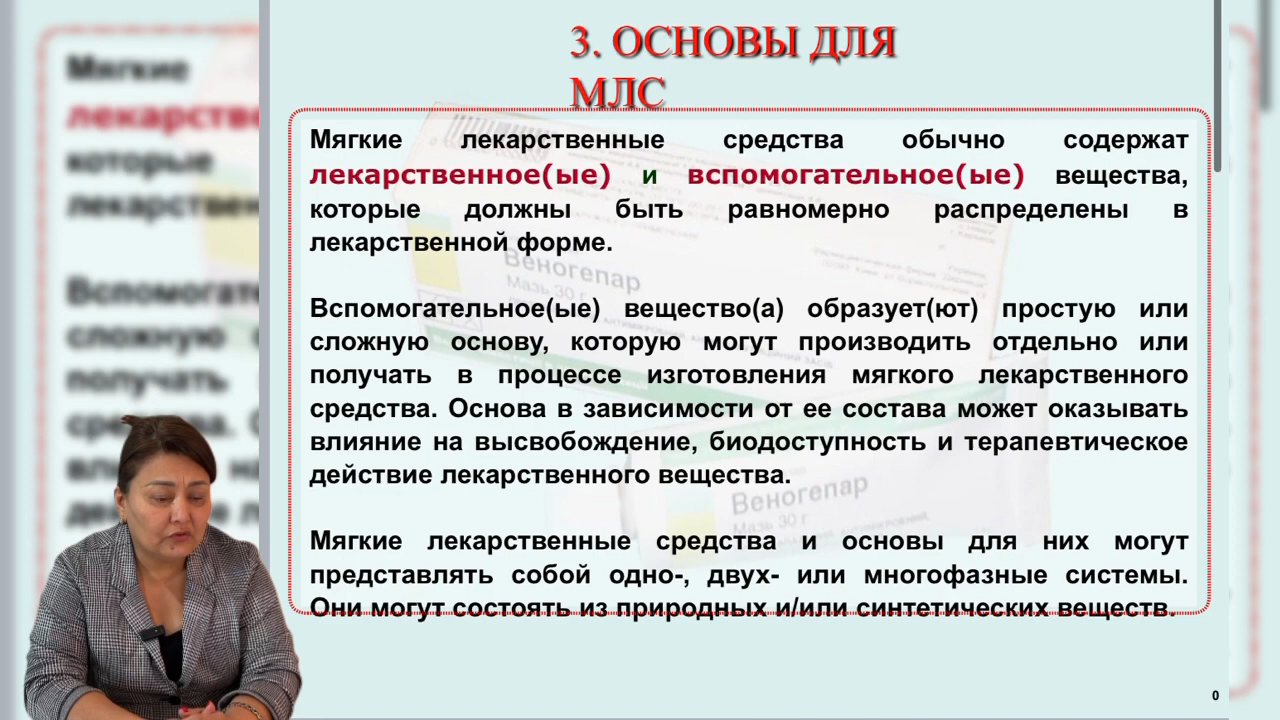 3. ОСНОВЫ ДЛЯ
МЛС
Мягкие лекарственные средства обычно содержат
лекарственное(ые) и вспомогательное(ые) вещества,
которые должны быть равномерно распределены в
лекарственной форме.
Вспомогательное(ые) вещество(а) образует(ют) простую или
сложную основу, которую могут производить отдельно или
получать в процессе изготовления мягкого лекарственного
средства. Основа в зависимости от ее состава может оказывать
влияние на высвобождение, биодоступность и терапевтическое
действие лекарственного вещества.
Мягкие лекарственные средства и основы для них могут
представлять собой одно-, двух- или многофазные системы.
Они могут состоять из природных и/или синтетических веществ.
Веногепар
Мазь 30 г
Веногепар
Мазь 30 г
0